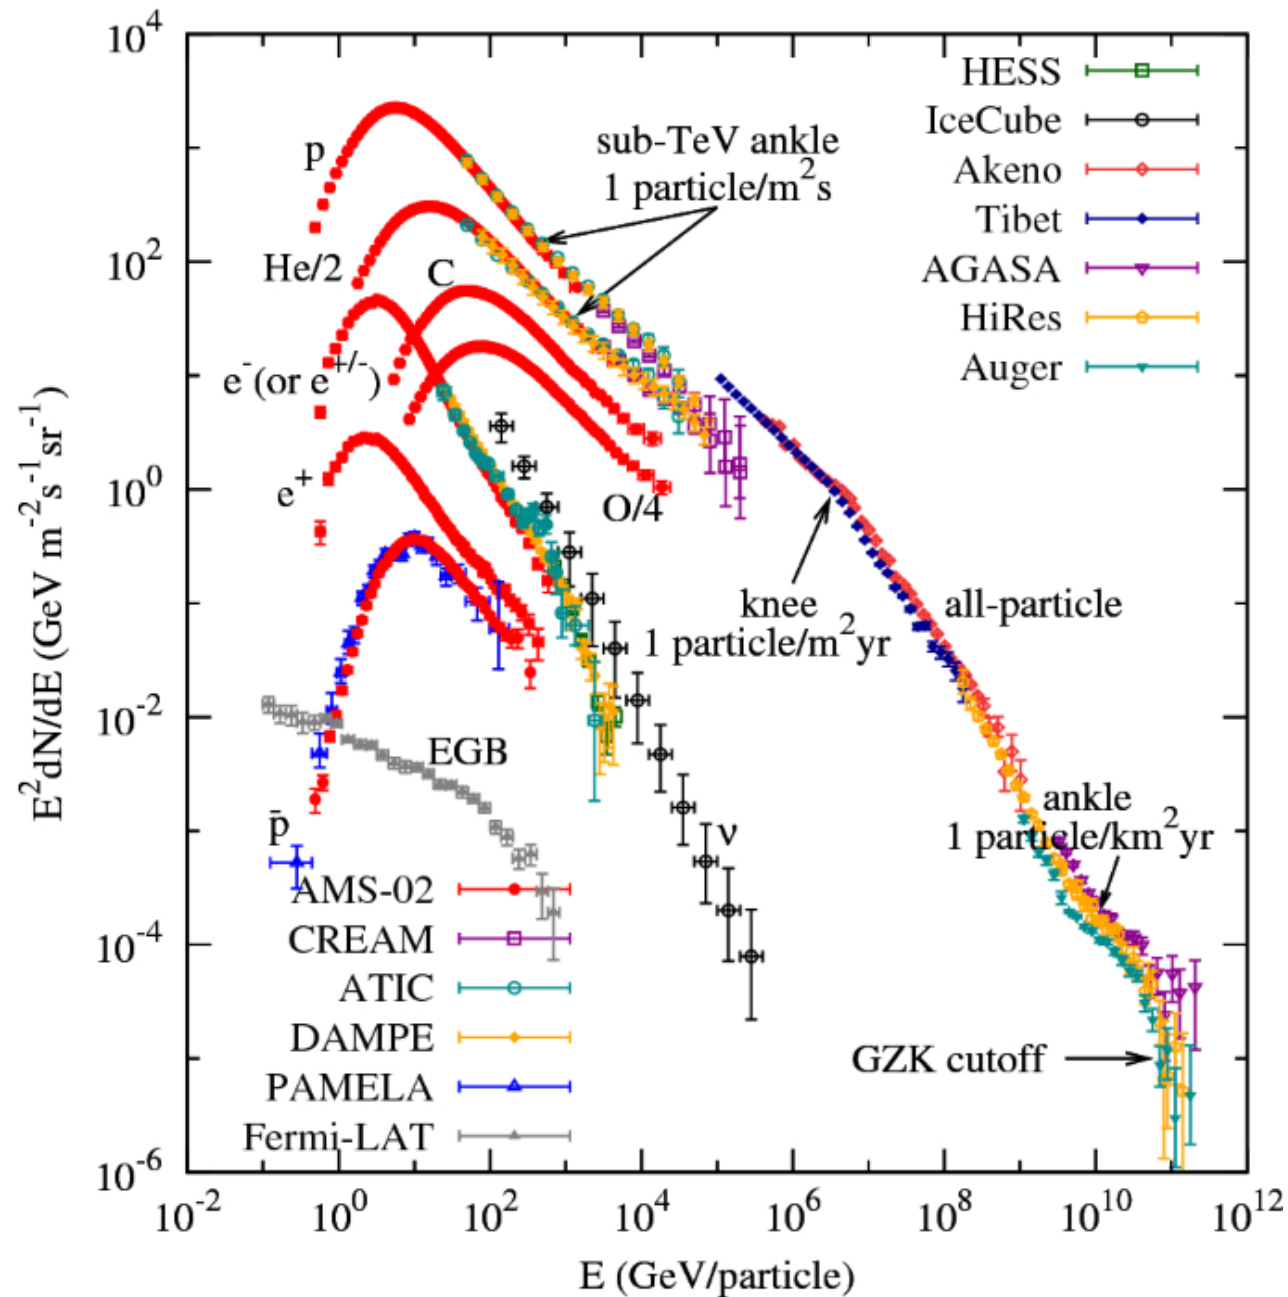 10^4
10^2
10^0
10^-2
10^-4
10^-6
E^2dN/dE (GeV m^-2s^-1sr^-1)
10^-2
10^0
10^2
10^4
10^6
10^8
10^10
10^12
E (GeV/particle)
HESS
IceCube
Akeno
Tibet
AGASA
HiRes
Auger
sub-TeV ankle
1 particle/m^2s
p
He/2
C
e^-(or e^+/-)
e^+
O/4
knee
1 particle/m^2yr
all-particle
EGB
p̄
ν
ankle
1 particle/km^2yr
GZK cutoff
AMS-02
CREAM
ATIC
DAMPE
PAMELA
Fermi-LAT